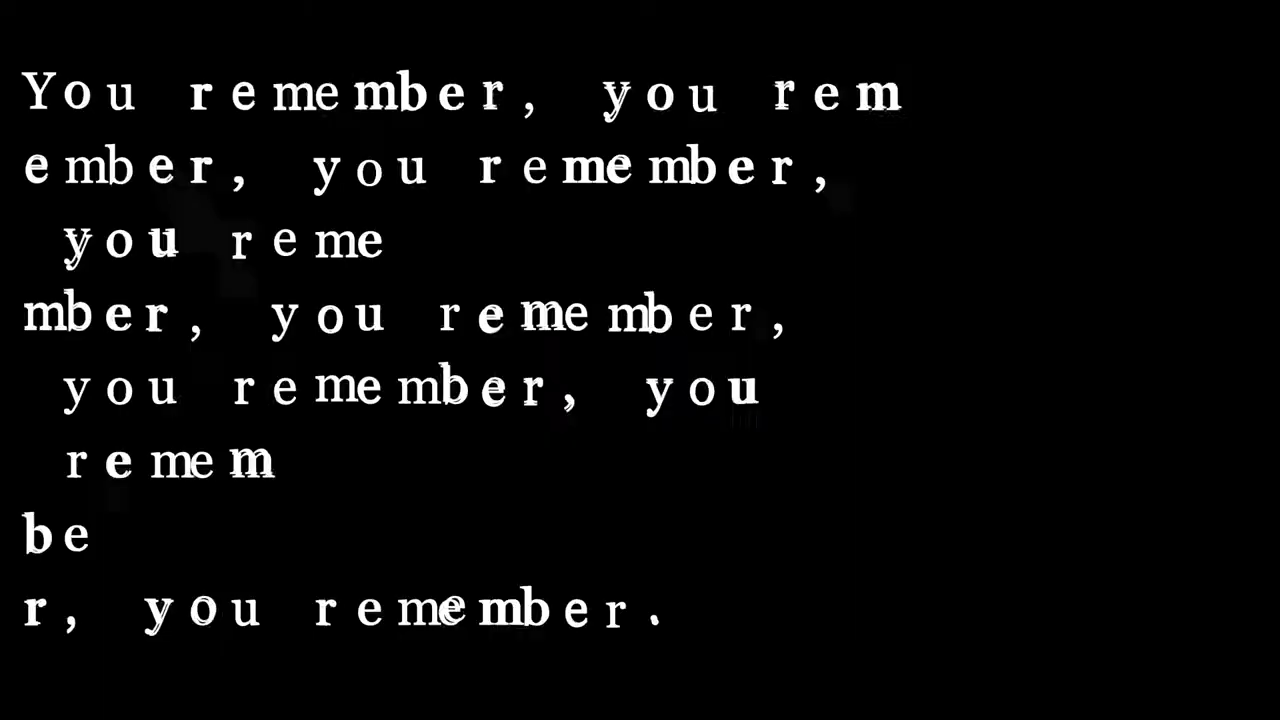 You remember, you rem
ember, you remember,
you reme
mber, you remember,
you remember, you
remem
be
r, you remember.